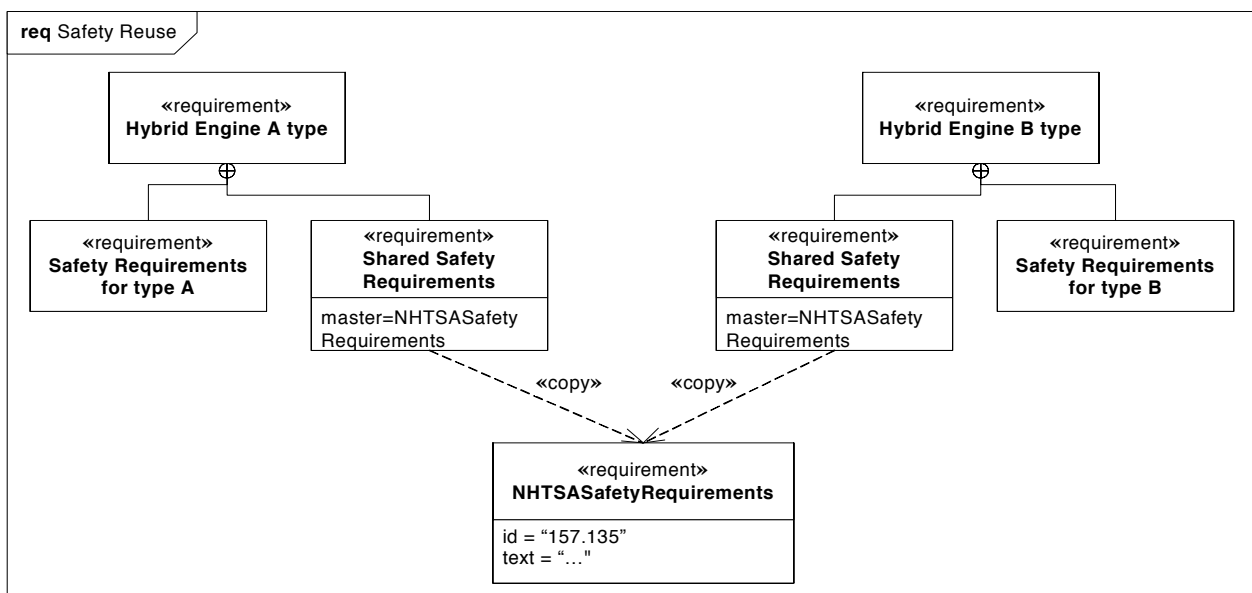 req Safety Reuse
«requirement»
Hybrid Engine A type
«requirement»
Hybrid Engine B type
«requirement»
Safety Requirements
for type A
«requirement»
Shared Safety
Requirements
master=NHTSASafety
Requirements
«requirement»
Shared Safety
Requirements
master=NHTSASafety
Requirements
«requirement»
Safety Requirements
for type B
«copy»
«copy»
«requirement»
NHTSASafetyRequirements
id = “157.135”
text = “..."